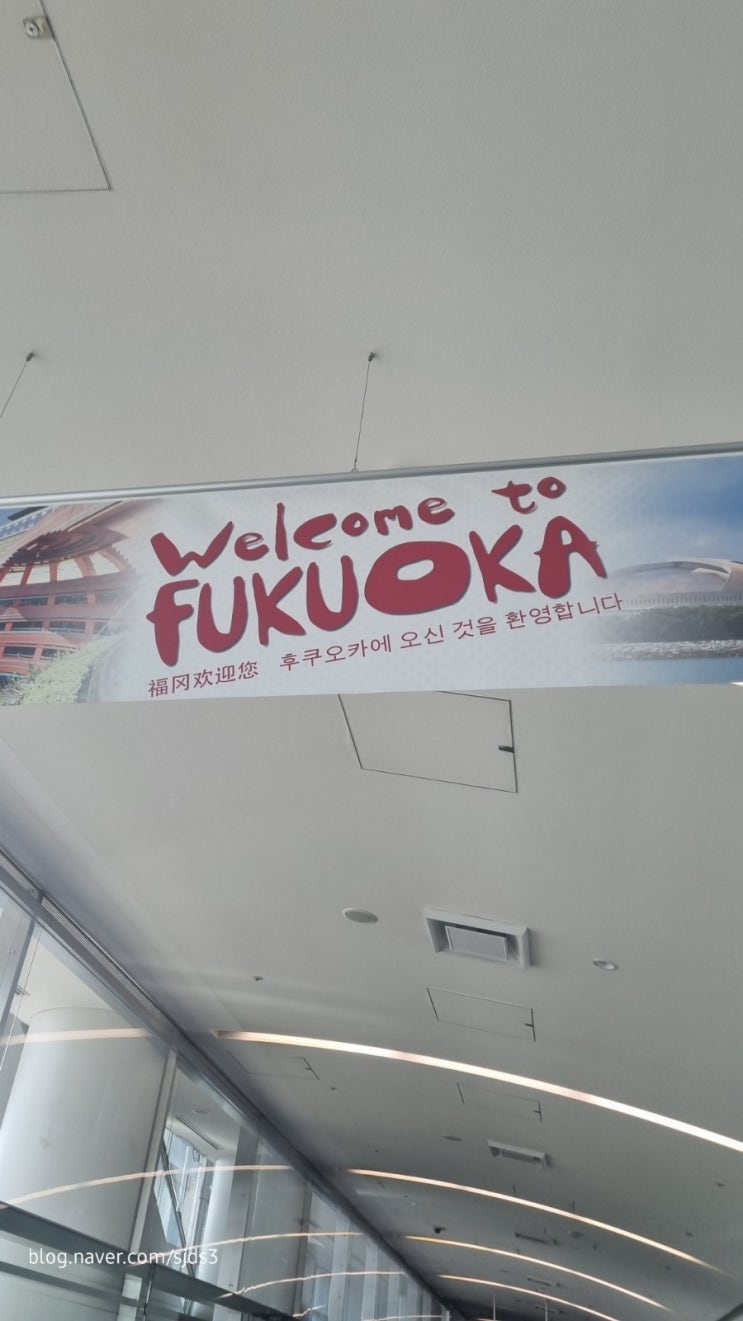 Welcome to
FUKUOKA
福冈欢迎您 후쿠오카에 오신 것을 환영합니다
blog.naver.com/sjds3